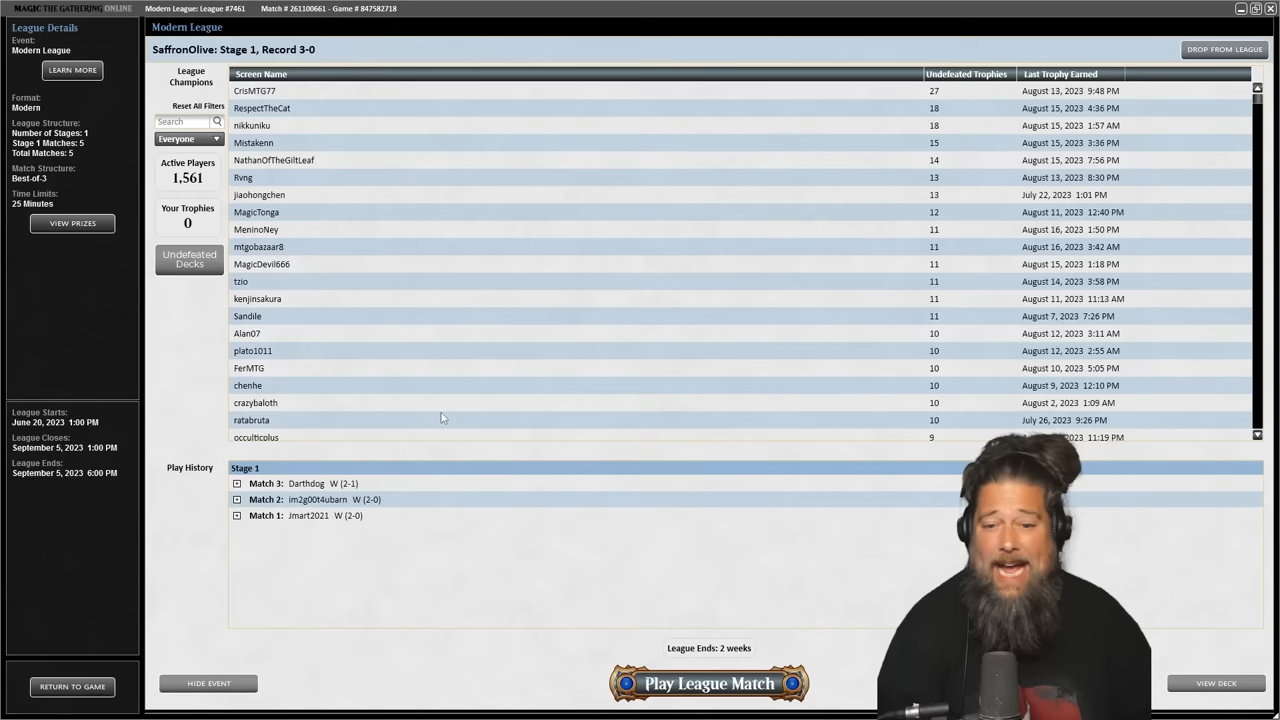 MAGIC THE GATHERING ONLINE Modern League: League #7461 Match # 261100661 - Game # 847582718
League Details
Event:
Modern League
LEARN MORE
Format:
Modern
League Structure:
Number of Stages: 1
Stage 1 Matches: 5
Total Matches: 5
Match Structure:
Best-of-3
Time Limits:
25 Minutes
VIEW PRIZES
League Starts:
June 20, 2023 1:00 PM
League Closes:
September 5, 2023 1:00 PM
League Ends:
September 5, 2023 6:00 PM
RETURN TO GAME
Modern League
SaffronOlive: Stage 1, Record 3-0
DROP FROM LEAGUE
League
Champions
Reset All Filters
Search
Everyone
Active Players
1,561
Your Trophies
0
Undefeated
Decks
Screen Name Undefeated Trophies Last Trophy Earned
CrisMTG77 27 August 13, 2023 9:48 PM
RespectTheCat 18 August 15, 2023 4:36 PM
nikkuniku 18 August 15, 2023 1:57 AM
Mistakenn 15 August 15, 2023 3:36 PM
NathanOfTheGiltLeaf 14 August 15, 2023 7:56 PM
Rvng 13 August 13, 2023 8:30 PM
jiaohongchen 13 July 22, 2023 1:01 PM
MagicTonga 12 August 11, 2023 12:40 PM
MeninoNey 11 August 16, 2023 1:50 PM
mtgobazaar8 11 August 16, 2023 3:42 AM
MagicDevil666 11 August 15, 2023 1:18 PM
tzio 11 August 14, 2023 3:58 PM
kenjinsakura 11 August 11, 2023 11:13 AM
Sandile 11 August 7, 2023 7:26 PM
Alan07 10 August 12, 2023 3:11 AM
plato1011 10 August 12, 2023 2:55 AM
FerMTG 10 August 10, 2023 5:05 PM
chenhe 10 August 9, 2023 12:10 PM
crazybaloth 10 August 2, 2023 1:09 AM
ratabruta 10 July 26, 2023 9:26 PM
occulticplus 9 2023 11:19 PM
Play History
Stage 1
Match 3: Darthdog W (2-1)
Match 2: im2g00t4ubarn W (2-0)
Match 1: Jmart2021 W (2-0)
League Ends: 2 weeks
HIDE EVENT
Play League Match
VIEW DECK